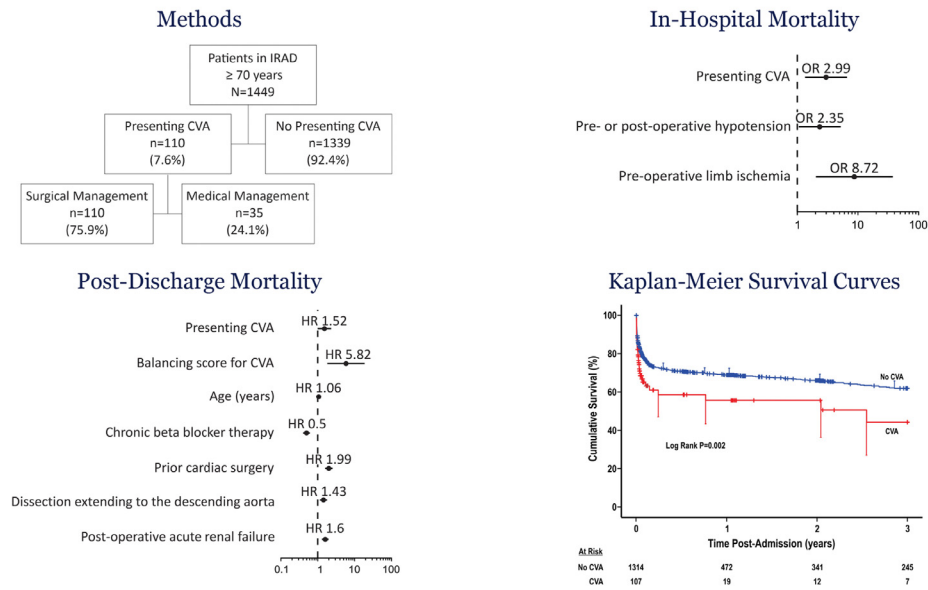 Methods
Patients in IRAD
≥ 70 years
N=1449
Presenting CVA
n=110
(7.6%)
No Presenting CVA
n=1339
(92.4%)
Surgical Management
n=110
(75.9%)
Medical Management
n=35
(24.1%)
In-Hospital Mortality
Presenting CVA
OR 2.99
Pre- or post-operative hypotension
OR 2.35
Pre-operative limb ischemia
OR 8.72
1 10 100
Post-Discharge Mortality
Presenting CVA
HR 1.52
Balancing score for CVA
HR 5.82
Age (years)
HR 1.06
Chronic beta blocker therapy
HR 0.5
Prior cardiac surgery
HR 1.99
Dissection extending to the descending aorta
HR 1.43
Post-operative acute renal failure
HR 1.6
0.1 1 10 100
Kaplan-Meier Survival Curves
Cumulative Survival (%)
100
80
60
40
20
0
No CVA
CVA
Log Rank P=0.002
0 1 2 3
Time Post-Admission (years)
At Risk
No CVA 1314 472 341 245
CVA 107 19 12 7